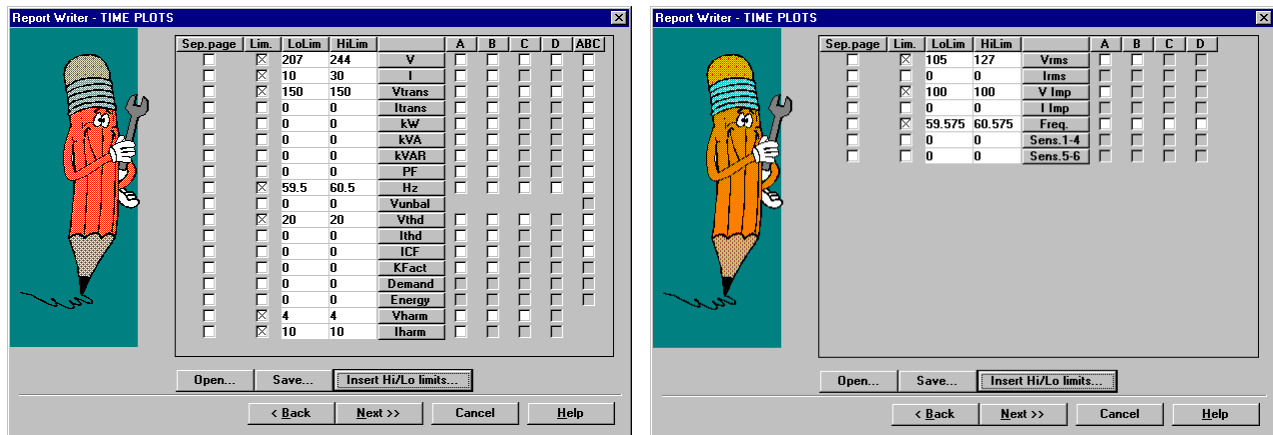 Report Writer - TIME PLOTS
Sep.page Lim. LoLim HiLim A B C D ABC
207 244 V
10 30 I
150 150 Vtrans
0 0 Itrans
0 0 kW
0 0 kVA
0 0 kVAR
0 0 PF
59.5 60.5 Hz
0 0 Vunbal
20 20 Vthd
0 0 Ithd
0 0 ICF
0 0 KFact
0 0 Demand
0 0 Energy
4 4 Vharm
10 10 Iharm
Open... Save... Insert Hi/Lo limits...
< Back Next >> Cancel Help
Report Writer - TIME PLOTS
Sep.page Lim. LoLim HiLim A B C D
105 127 Vrms
0 0 Irms
100 100 V Imp
0 0 I Imp
59.575 60.575 Freq.
0 0 Sens.1-4
0 0 Sens.5-6
Open... Save... Insert Hi/Lo limits...
< Back Next >> Cancel Help